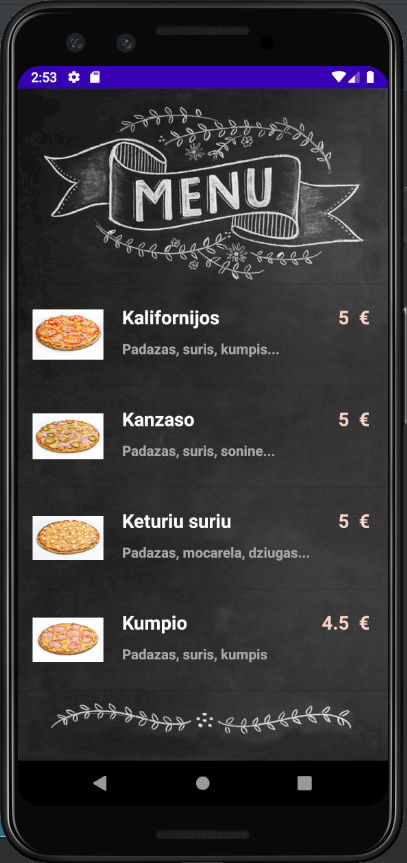 2:53
MENU
Kalifornijos 5 €
Padazas, suris, kumpis...
Kanzaso 5 €
Padazas, suris, sonine...
Keturiu suriu 5 €
Padazas, mocarela, dziugas...
Kumpio 4.5 €
Padazas, suris, kumpis